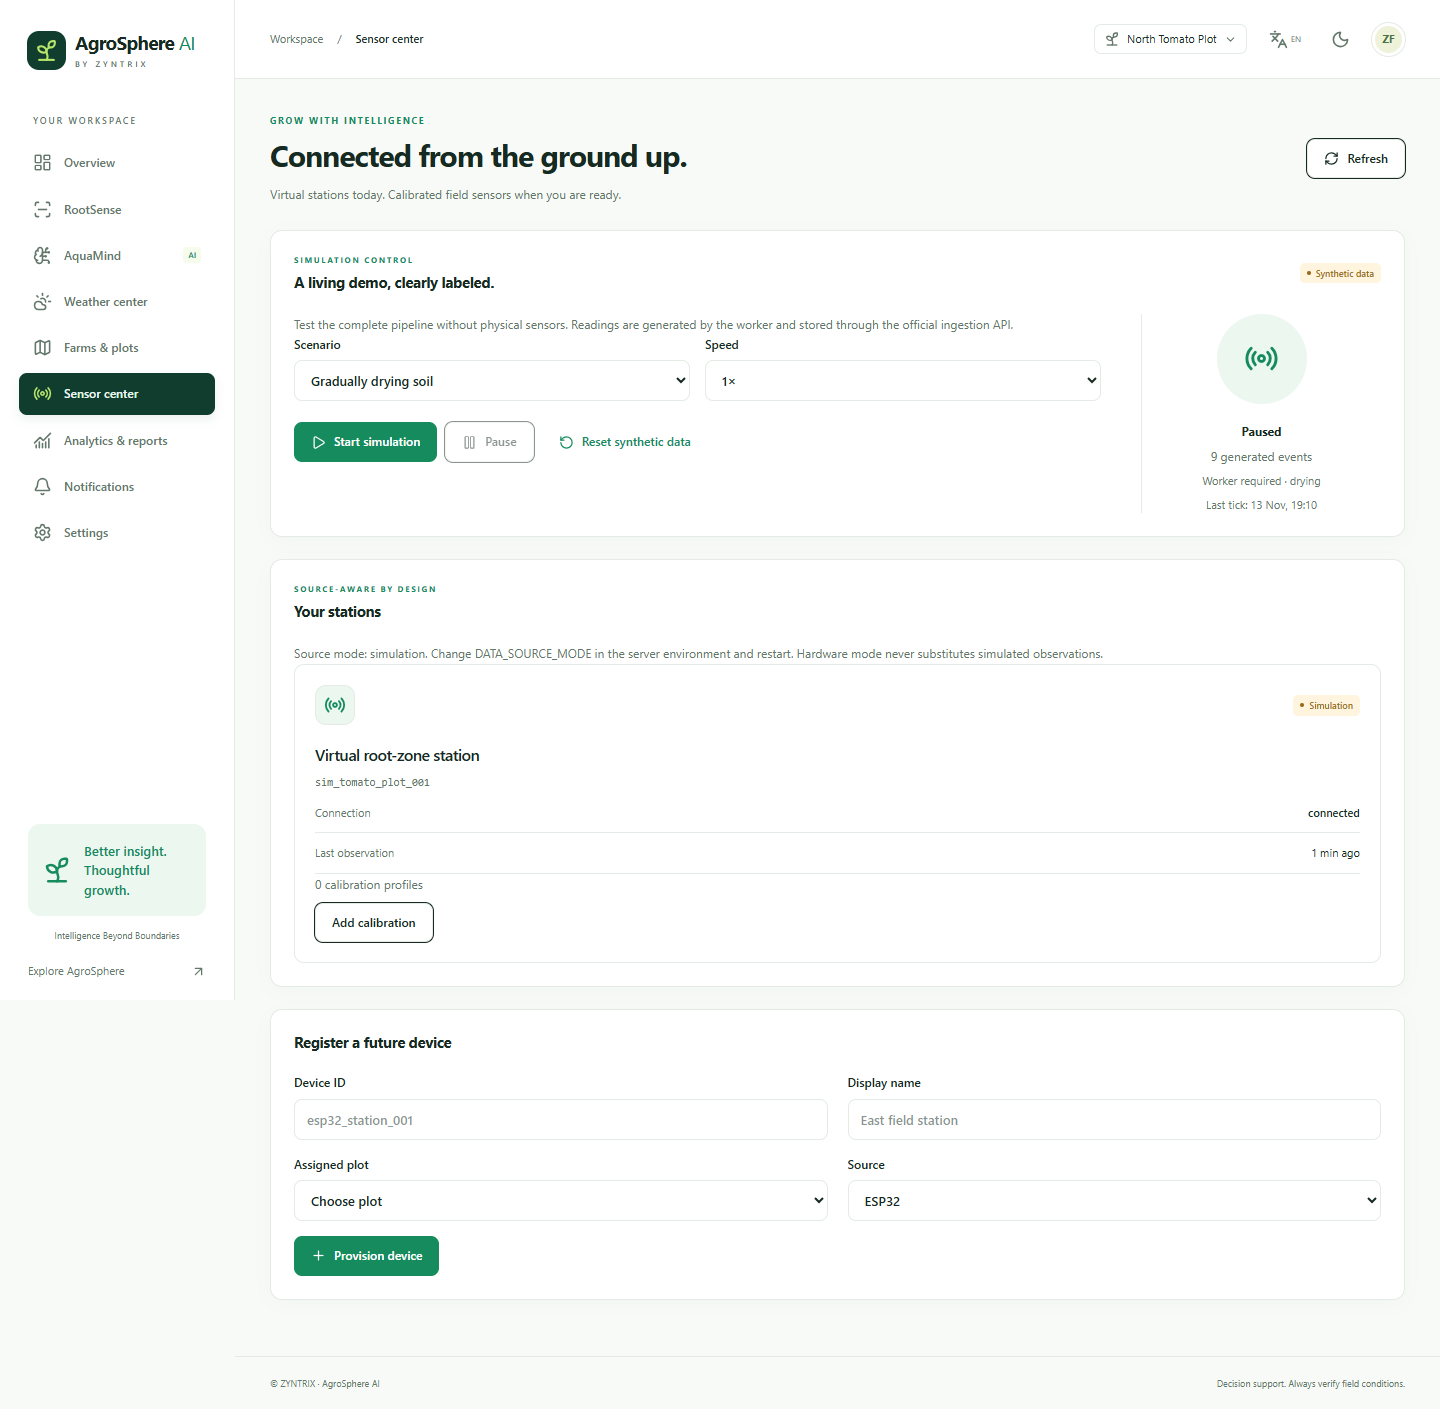 AgroSphere AI
BY ZYNTRIX
YOUR WORKSPACE
Overview
RootSense
AquaMind AI
Weather center
Farms & plots
Sensor center
Analytics & reports
Notifications
Settings
Better insight.
Thoughtful
growth.
Intelligence Beyond Boundaries
Explore AgroSphere
Workspace / Sensor center
North Tomato Plot
EN
ZF
GROW WITH INTELLIGENCE
Connected from the ground up.
Virtual stations today. Calibrated field sensors when you are ready.
Refresh
SIMULATION CONTROL
A living demo, clearly labeled.
Synthetic data
Test the complete pipeline without physical sensors. Readings are generated by the worker and stored through the official ingestion API.
Scenario
Speed
Gradually drying soil
1×
Start simulation
Pause
Reset synthetic data
Paused
9 generated events
Worker required · drying
Last tick: 13 Nov, 19:10
SOURCE-AWARE BY DESIGN
Your stations
Source mode: simulation. Change DATA_SOURCE_MODE in the server environment and restart. Hardware mode never substitutes simulated observations.
Simulation
Virtual root-zone station
sim_tomato_plot_001
Connection connected
Last observation 1 min ago
0 calibration profiles
Add calibration
Register a future device
Device ID
Display name
esp32_station_001
East field station
Assigned plot
Source
Choose plot
ESP32
Provision device
© ZYNTRIX · AgroSphere AI
Decision support. Always verify field conditions.